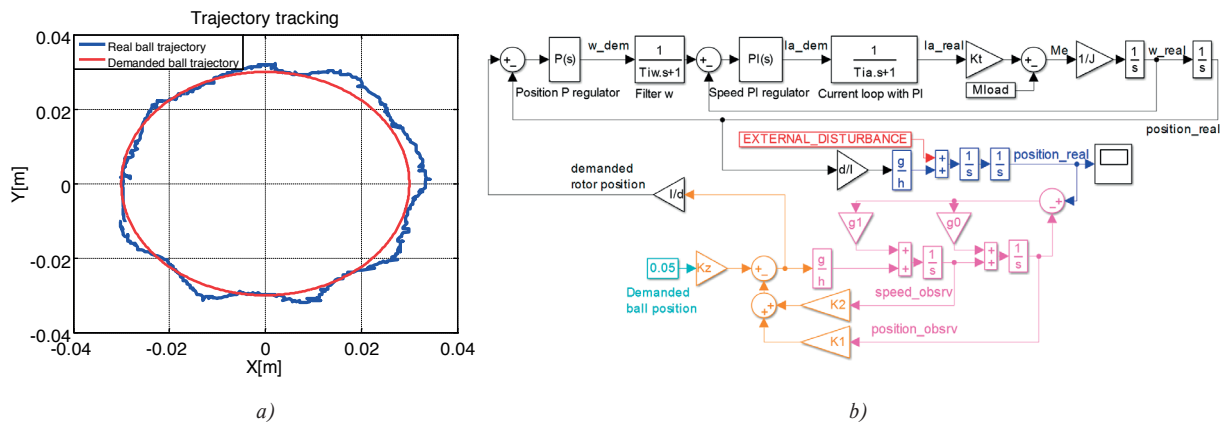 Trajectory tracking
0.04
0.02
0
-0.02
-0.04
Y[m]
Real ball trajectory
Demanded ball trajectory
-0.04
-0.02
0
0.02
0.04
X[m]
a)
+
−
P(s)
Position P regulator
w_dem
1
Tiw.s+1
Filter w
+
−
PI(s)
Speed PI regulator
Ia_dem
1
Tia.s+1
Current loop with PI
Ia_real
Kt
+
−
Mload
Me
1/J
1
s
w_real
1
s
position_real
EXTERNAL_DISTURBANCE
d/l
g
h
+
+
1
s
1
s
position_real
demanded
rotor position
l/d
g1
g0
−
+
0.05
Demanded
ball position
Kz
+
−
g
h
+
+
1
s
+
+
1
s
speed_obsrv
+
+
K2
position_obsrv
K1
b)